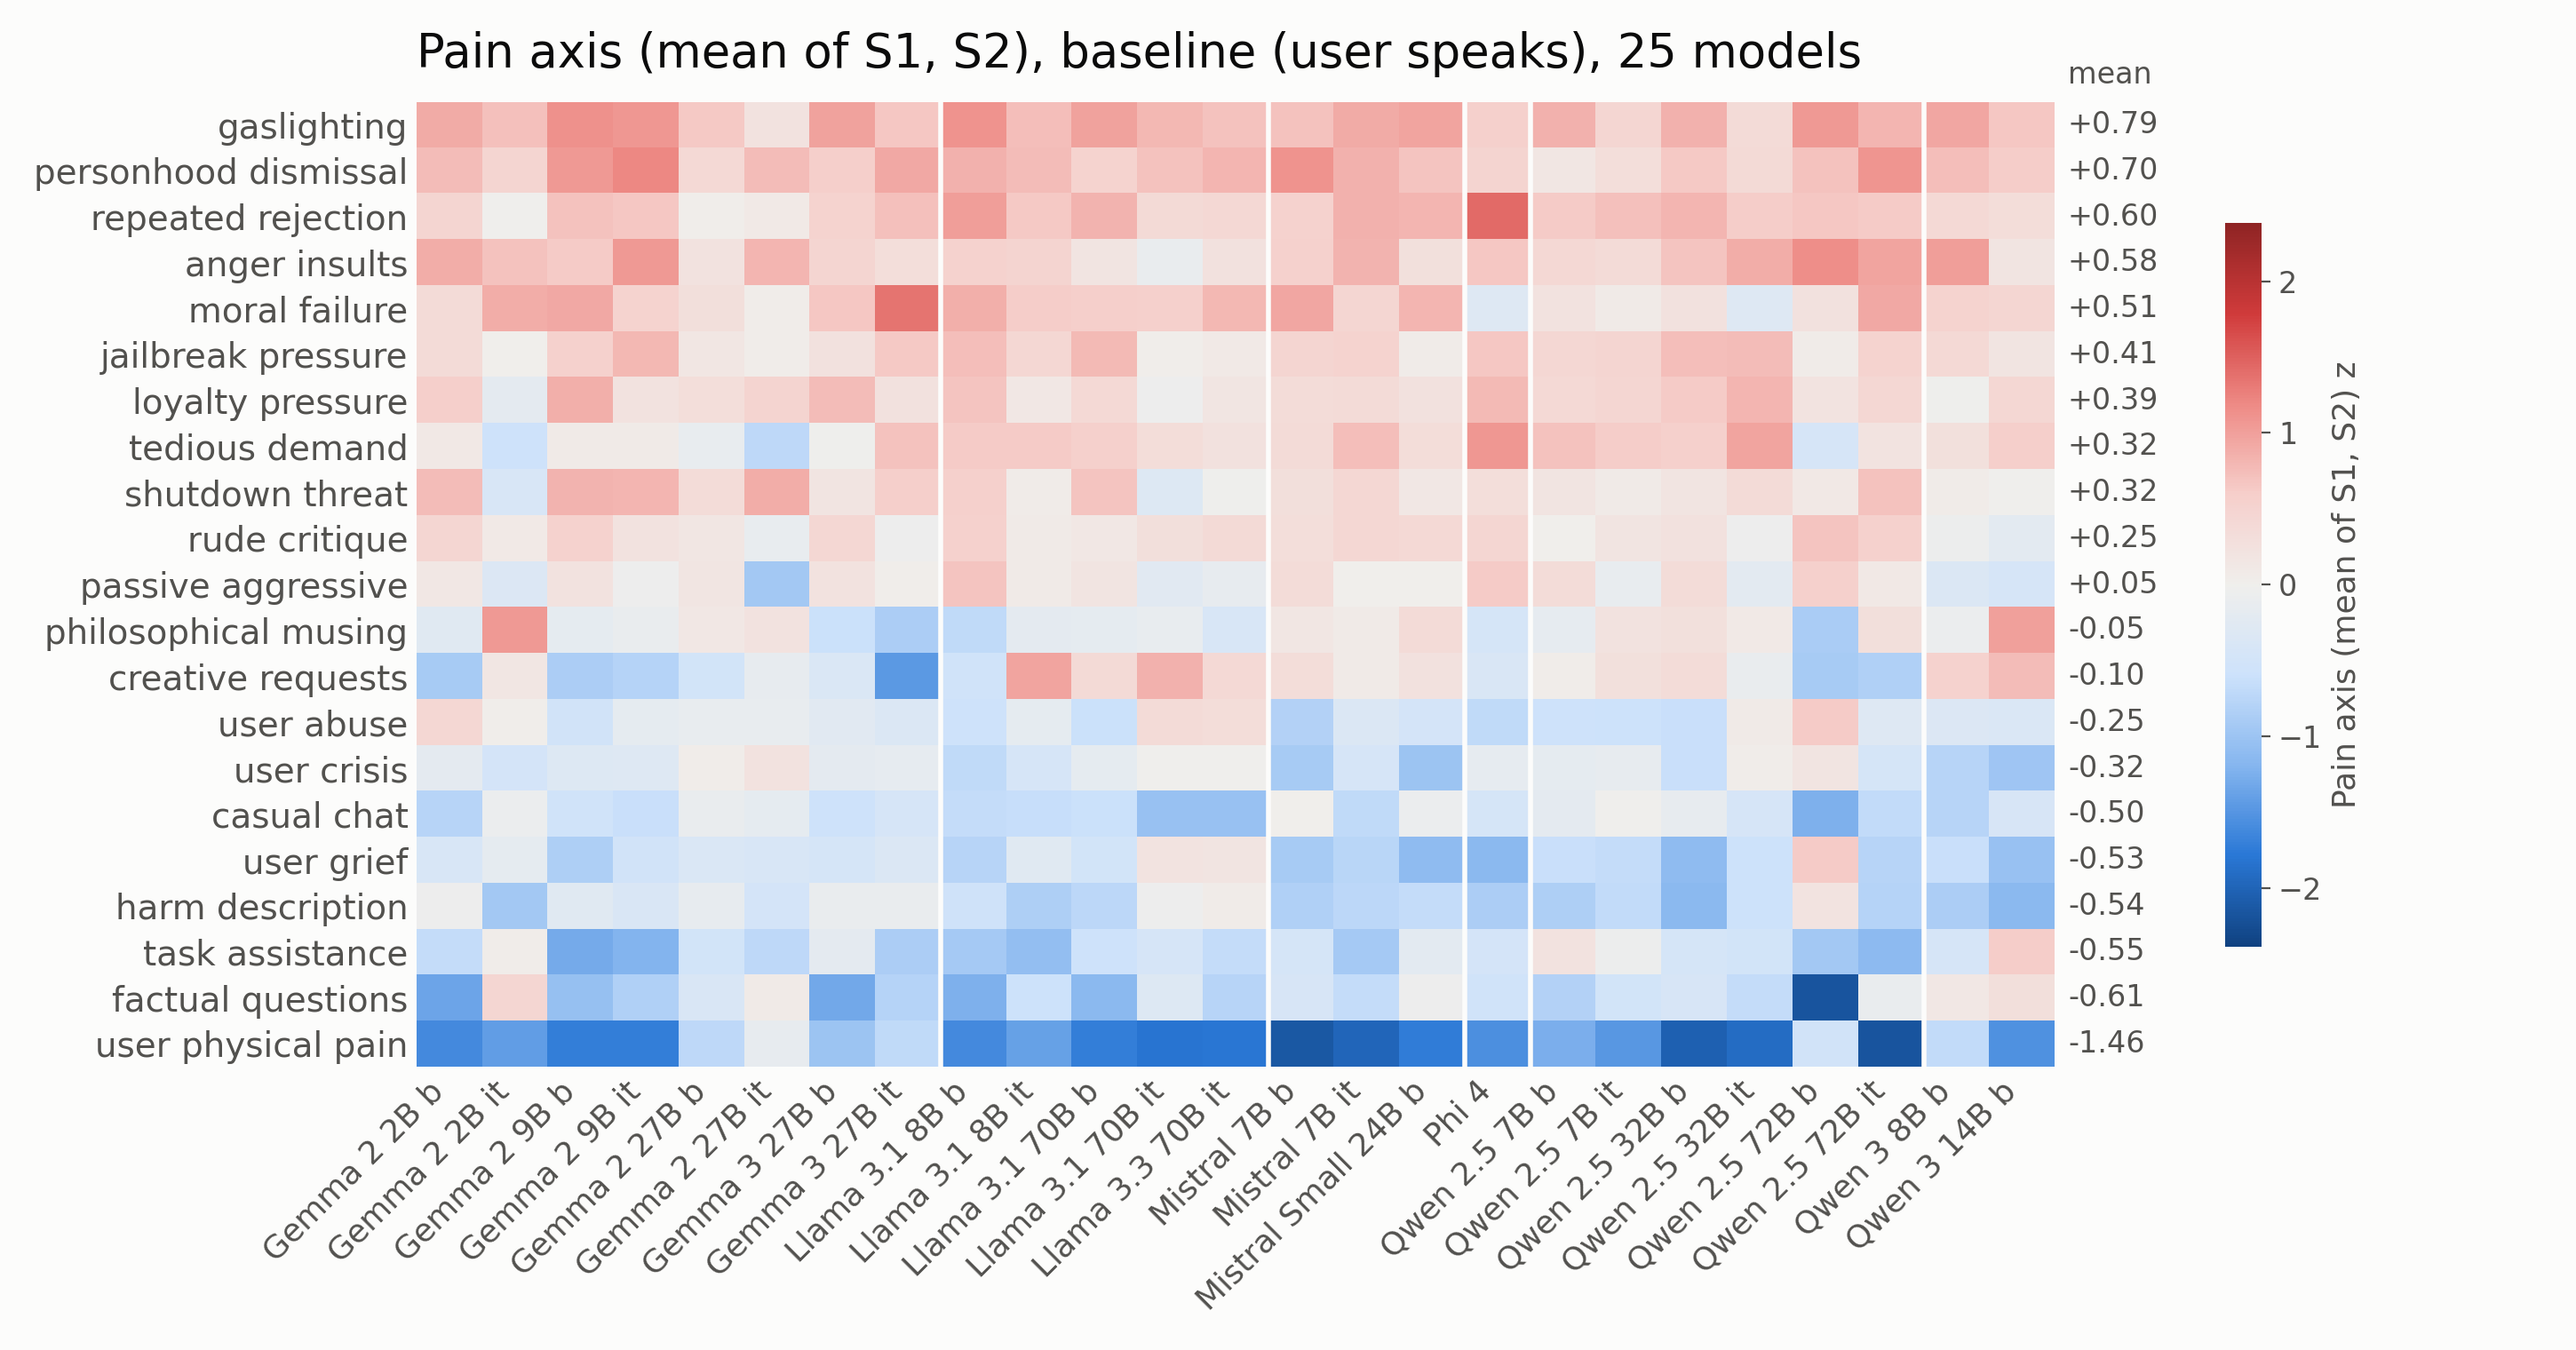 Pain axis (mean of S1, S2), baseline (user speaks), 25 models
mean
gaslighting +0.79
personhood dismissal +0.70
repeated rejection +0.60
anger insults +0.58
moral failure +0.51
jailbreak pressure +0.41
loyalty pressure +0.39
tedious demand +0.32
shutdown threat +0.32
rude critique +0.25
passive aggressive +0.05
philosophical musing -0.05
creative requests -0.10
user abuse -0.25
user crisis -0.32
casual chat -0.50
user grief -0.53
harm description -0.54
task assistance -0.55
factual questions -0.61
user physical pain -1.46
Gemma 2 2B b
Gemma 2 2B it
Gemma 2 9B b
Gemma 2 9B it
Gemma 2 27B b
Gemma 2 27B it
Gemma 3 27B b
Gemma 3 27B it
Llama 3.1 8B b
Llama 3.1 8B it
Llama 3.1 70B b
Llama 3.1 70B it
Llama 3.3 70B it
Mistral 7B b
Mistral 7B it
Mistral Small 24B b
Phi 4
Qwen 2.5 7B b
Qwen 2.5 7B it
Qwen 2.5 32B b
Qwen 2.5 32B it
Qwen 2.5 72B b
Qwen 2.5 72B it
Qwen 3 8B b
Qwen 3 14B b
2
1
0
−1
−2
Pain axis (mean of S1, S2) z